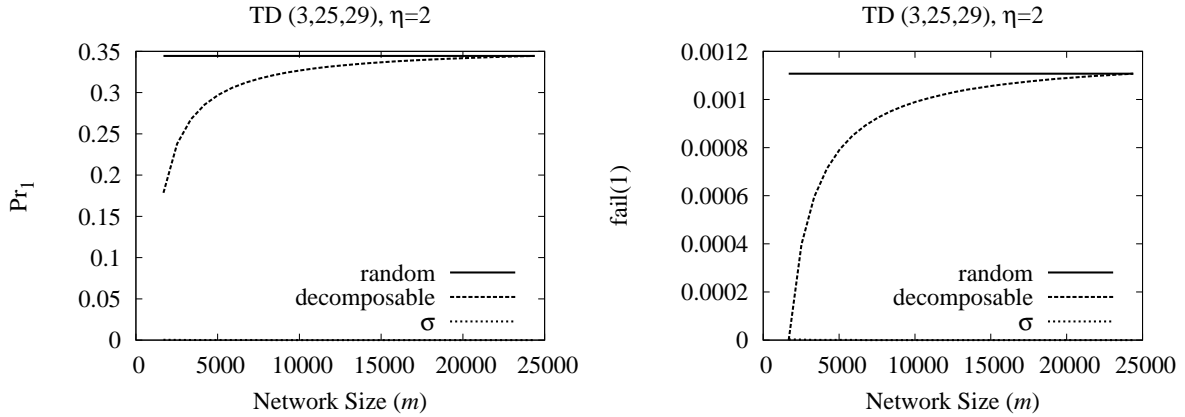 TD (3,25,29), η=2
0.35
0.3
0.25
0.2
0.15
0.1
0.05
0
Pr1
random
decomposable
σ
0 5000 10000 15000 20000 25000
Network Size (m)
TD (3,25,29), η=2
0.0012
0.001
0.0008
0.0006
0.0004
0.0002
0
fail(1)
random
decomposable
σ
0 5000 10000 15000 20000 25000
Network Size (m)